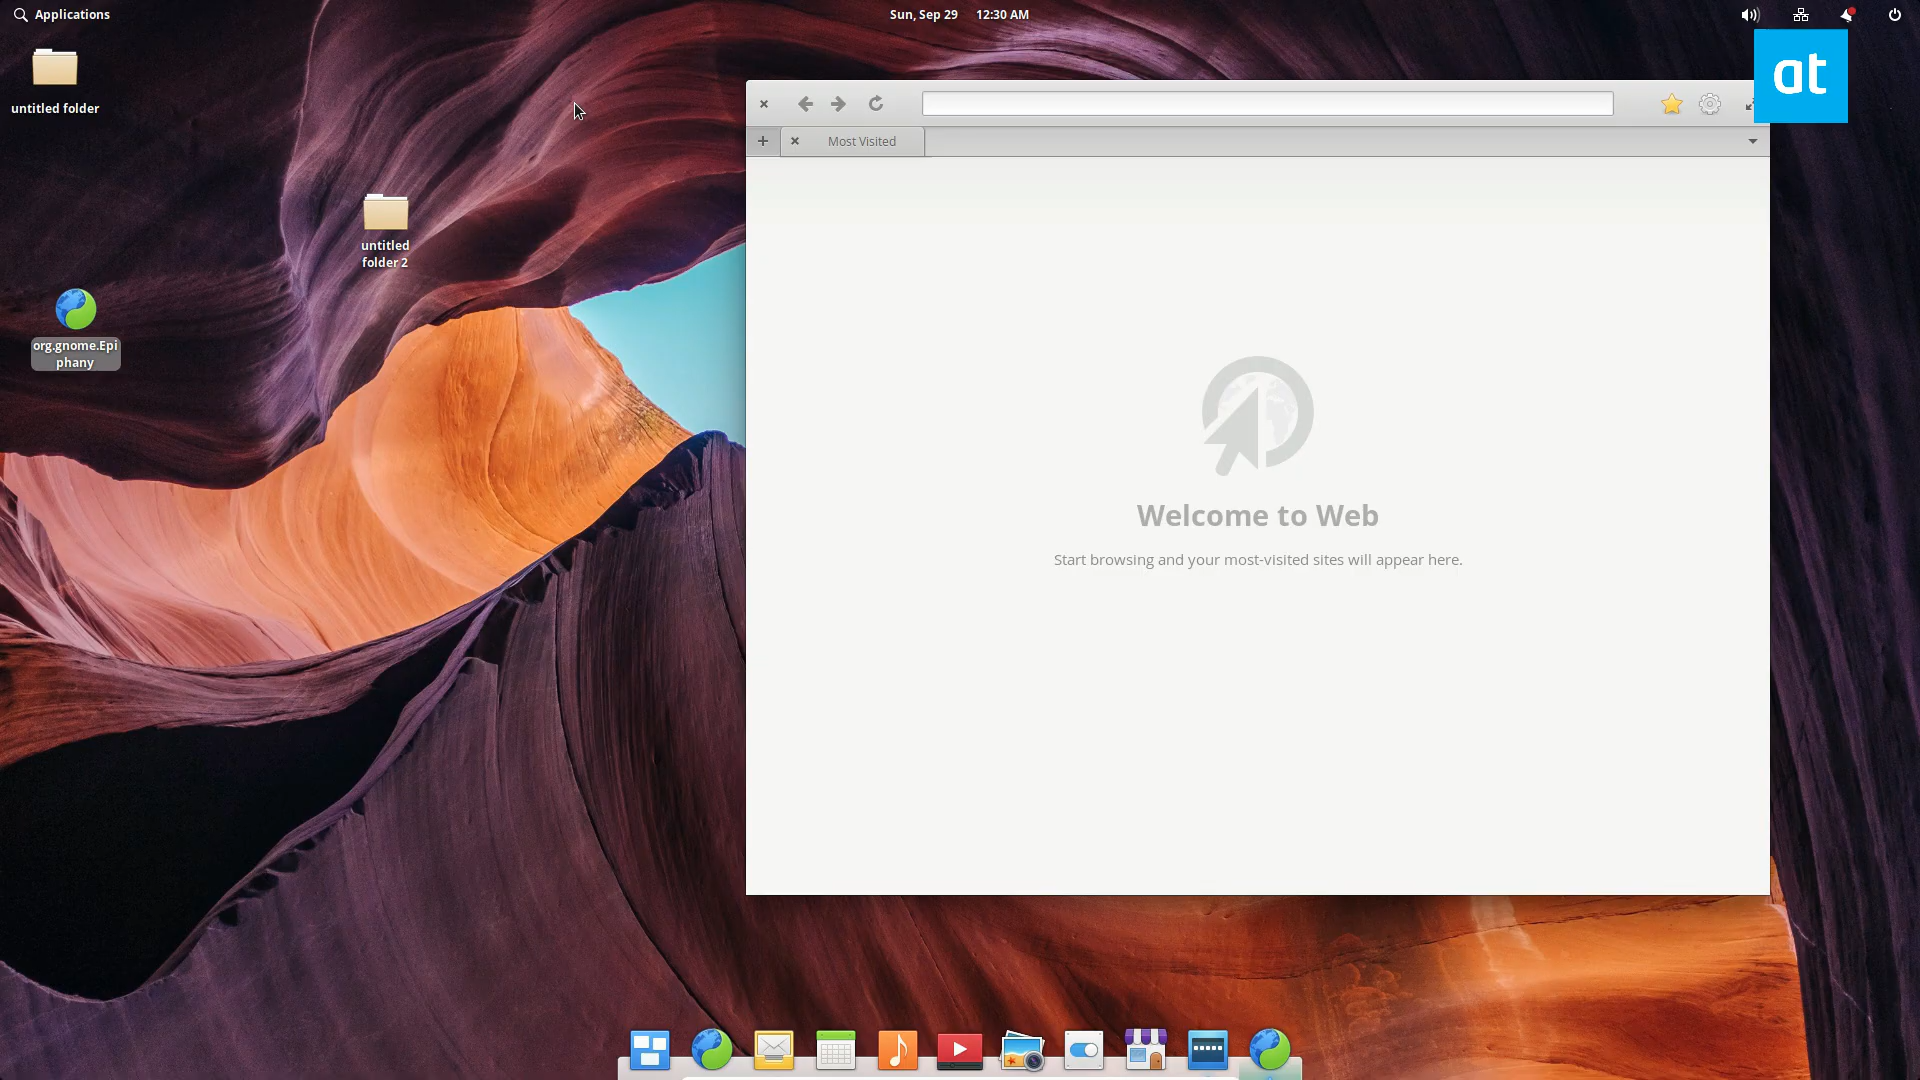 Applications
Sun, Sep 29 12:30 AM
at
untitled folder
Most Visited
untitled
folder 2
org.gnome.Epi
phany
Welcome to Web
Start browsing and your most-visited sites will appear here.